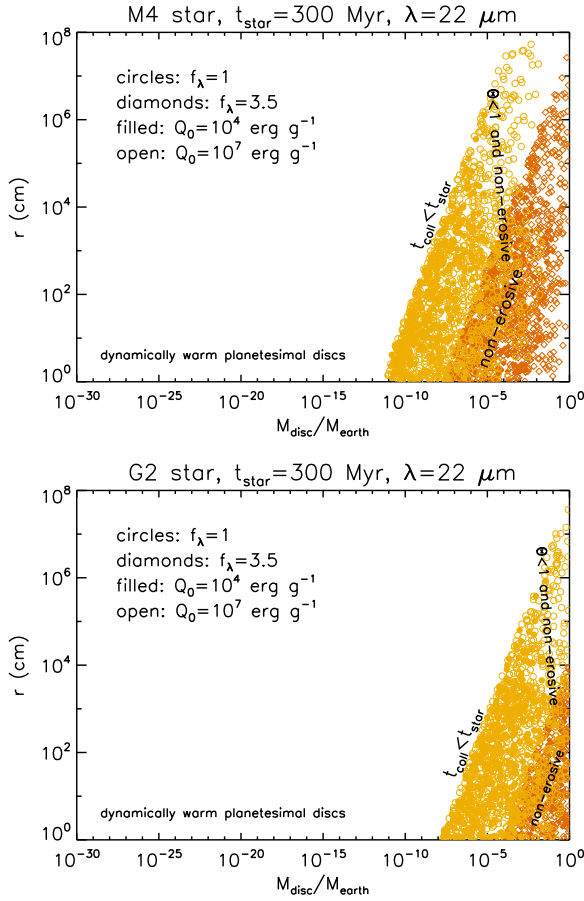 M4 star, t_star=300 Myr, λ=22 μm
10^8
10^6
10^4
10^2
10^0
r (cm)
circles: f_λ=1
diamonds: f_λ=3.5
filled: Q_0=10^4 erg g^-1
open: Q_0=10^7 erg g^-1
t_coll<t_star
Θ<1 and non-erosive
non-erosive
dynamically warm planetesimal discs
10^-30 10^-25 10^-20 10^-15 10^-10 10^-5 10^0
M_disc/M_earth
G2 star, t_star=300 Myr, λ=22 μm
10^8
10^6
10^4
10^2
10^0
r (cm)
circles: f_λ=1
diamonds: f_λ=3.5
filled: Q_0=10^4 erg g^-1
open: Q_0=10^7 erg g^-1
t_coll<t_star
Θ<1 and non-erosive
non-erosive
dynamically warm planetesimal discs
10^-30 10^-25 10^-20 10^-15 10^-10 10^-5 10^0
M_disc/M_earth